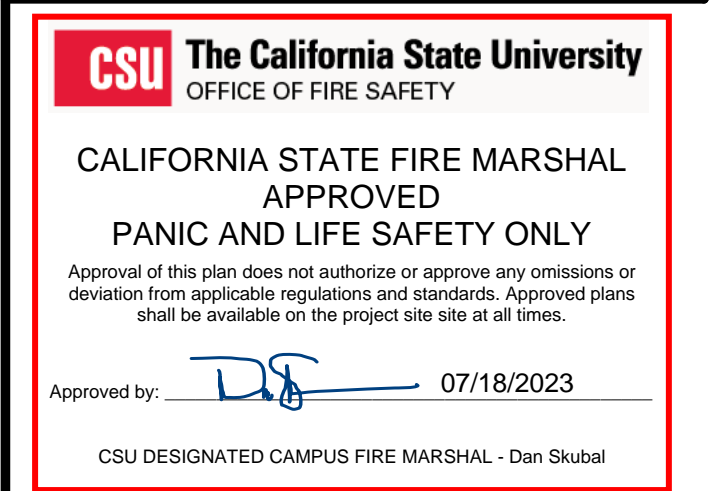 CSU The California State University
OFFICE OF FIRE SAFETY
CALIFORNIA STATE FIRE MARSHAL
APPROVED
PANIC AND LIFE SAFETY ONLY
Approval of this plan does not authorize or approve any omissions or
deviation from applicable regulations and standards. Approved plans
shall be available on the project site site at all times.
Approved by: 07/18/2023
CSU DESIGNATED CAMPUS FIRE MARSHAL - Dan Skubal